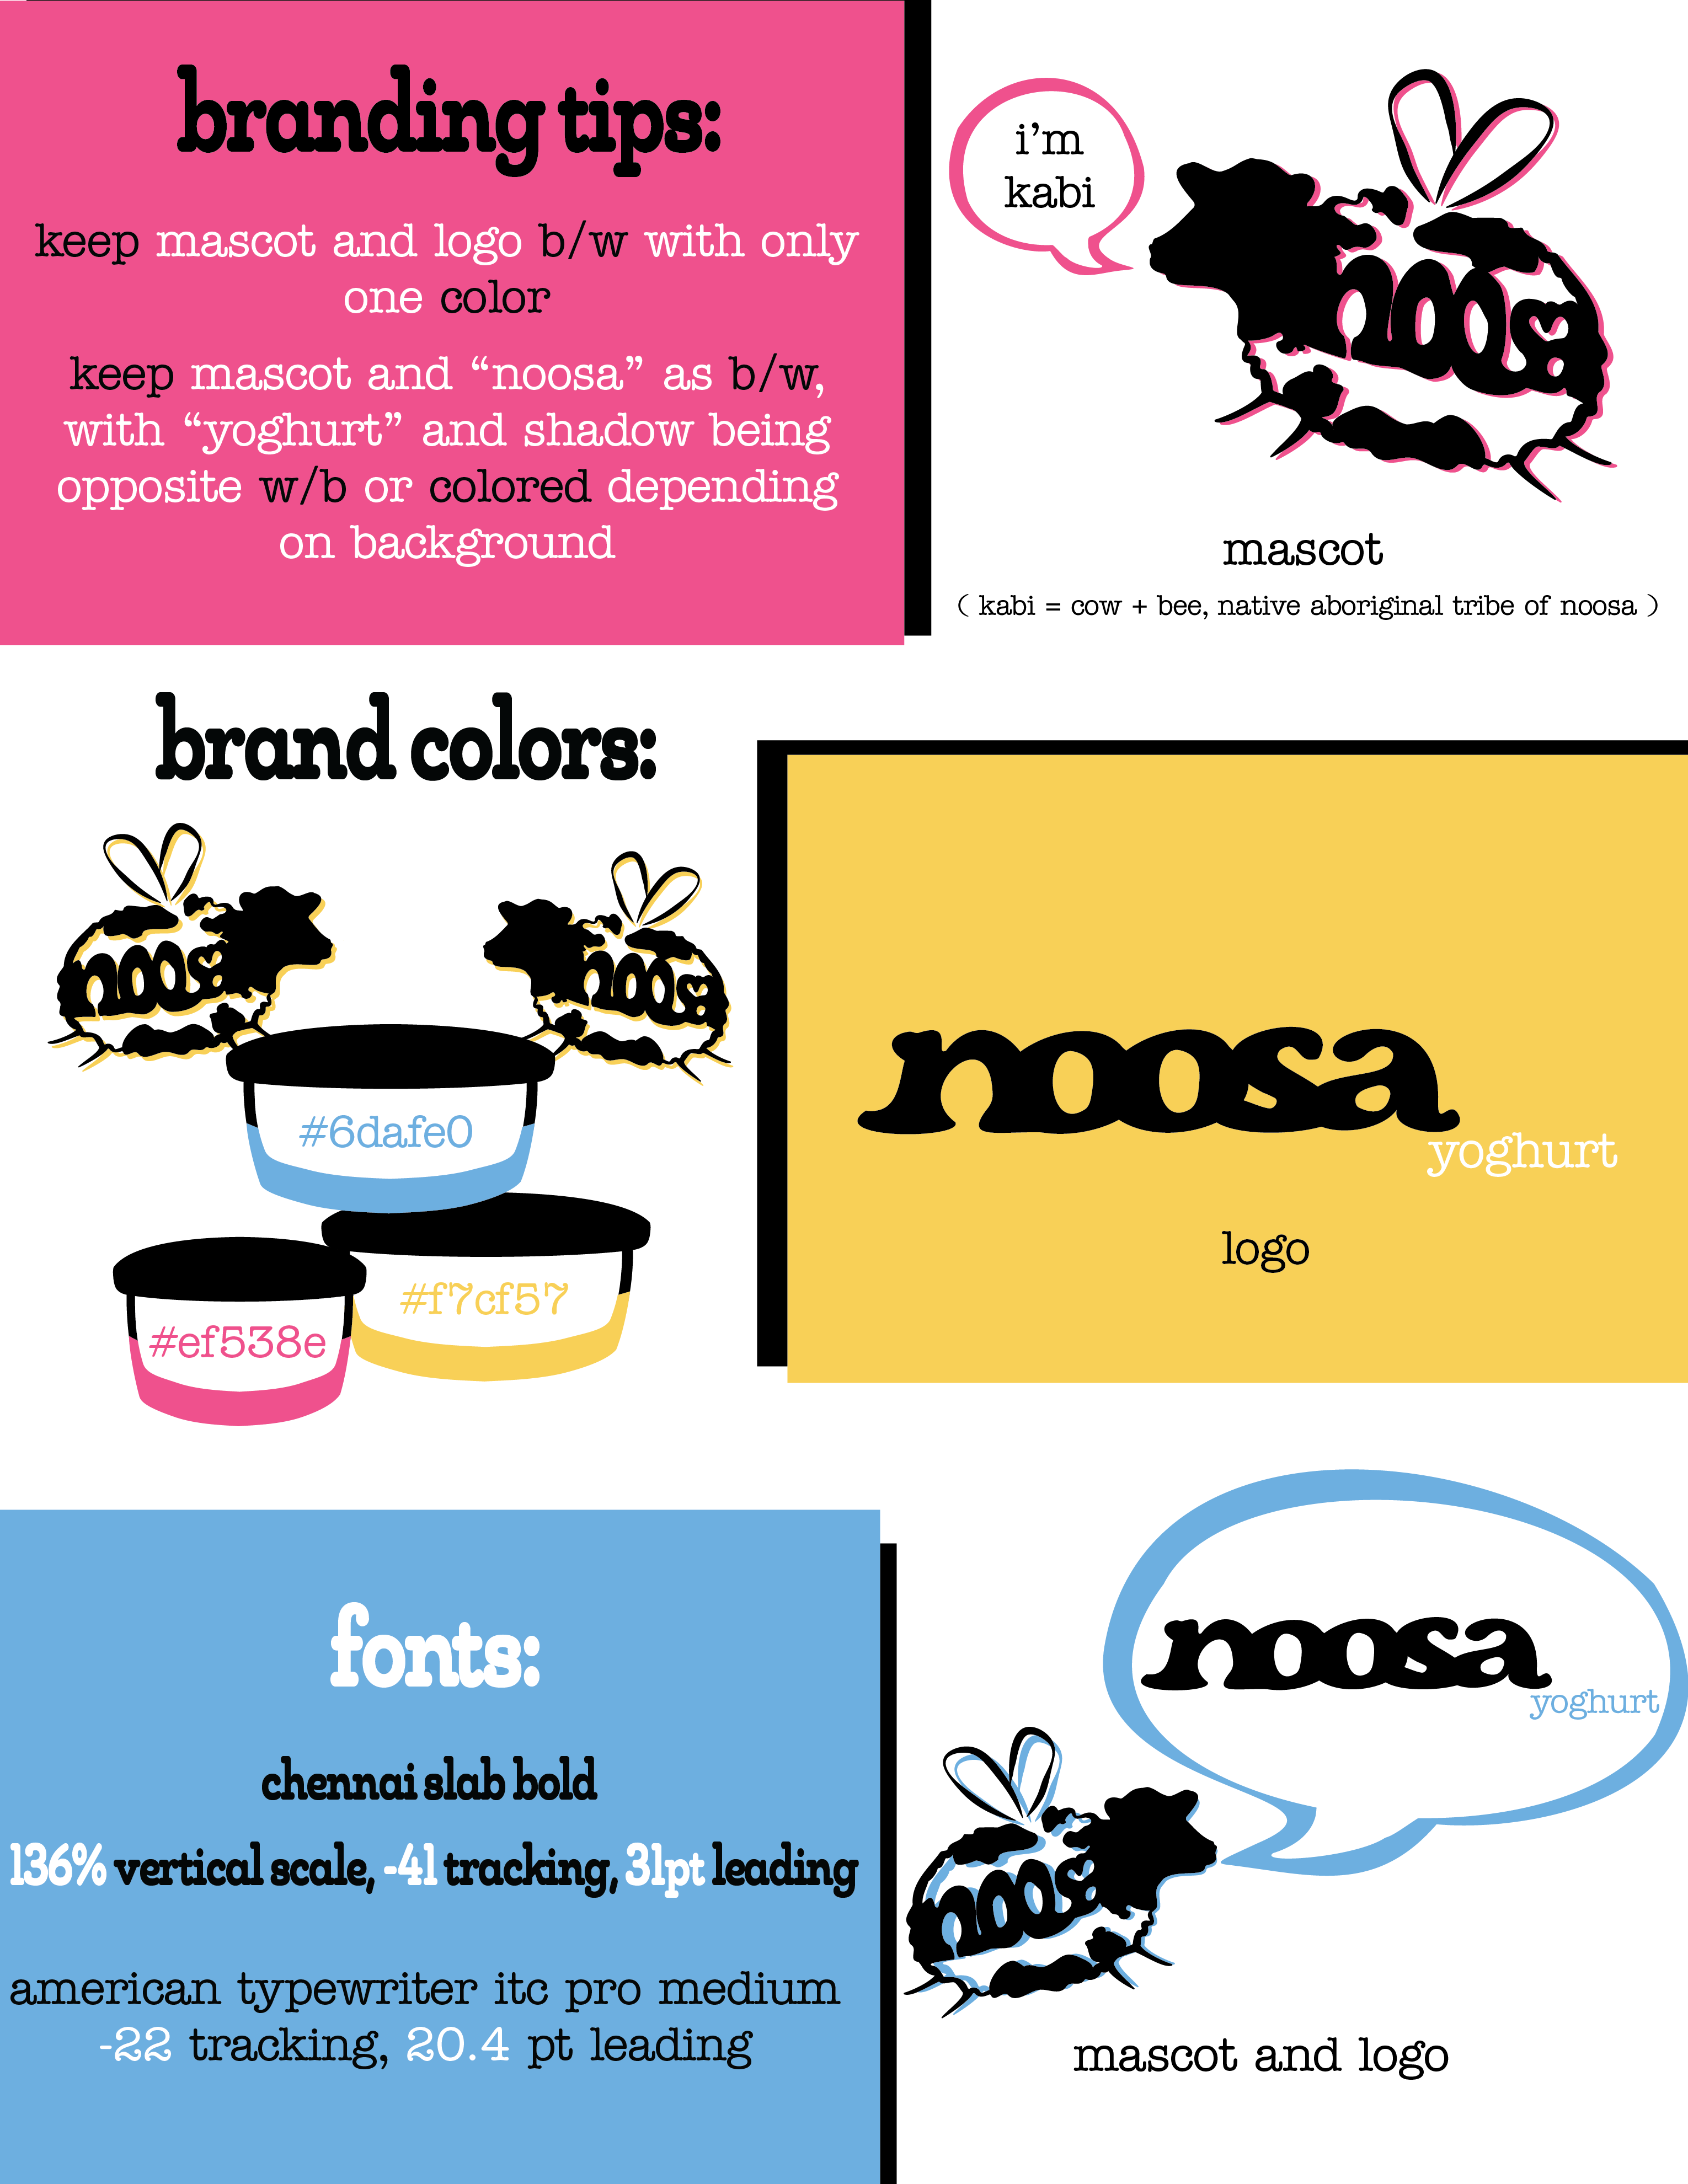 branding tips:
keep mascot and logo b/w with only
one color
keep mascot and “noosa” as b/w,
with “yoghurt” and shadow being
opposite w/b or colored depending
on background
i’m
kabi
noosa
mascot
( kabi = cow + bee, native aboriginal tribe of noosa )
brand colors:
noosa
noosa
#6dafe0
#f7cf57
#ef538e
noosa
yoghurt
logo
fonts:
chennai slab bold
136% vertical scale, -41 tracking, 31pt leading
american typewriter itc pro medium
-22 tracking, 20.4 pt leading
noosa
yoghurt
noosa
mascot and logo